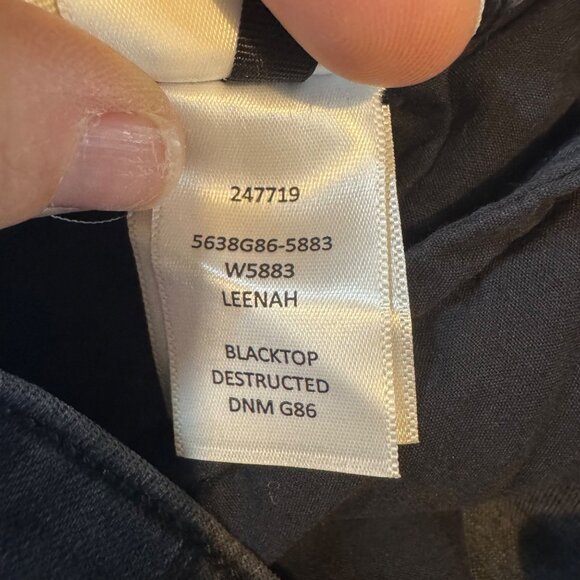 247719
5638G86-5883
W5883
LEENAH
BLACKTOP
DESTRUCTED
DNM G86